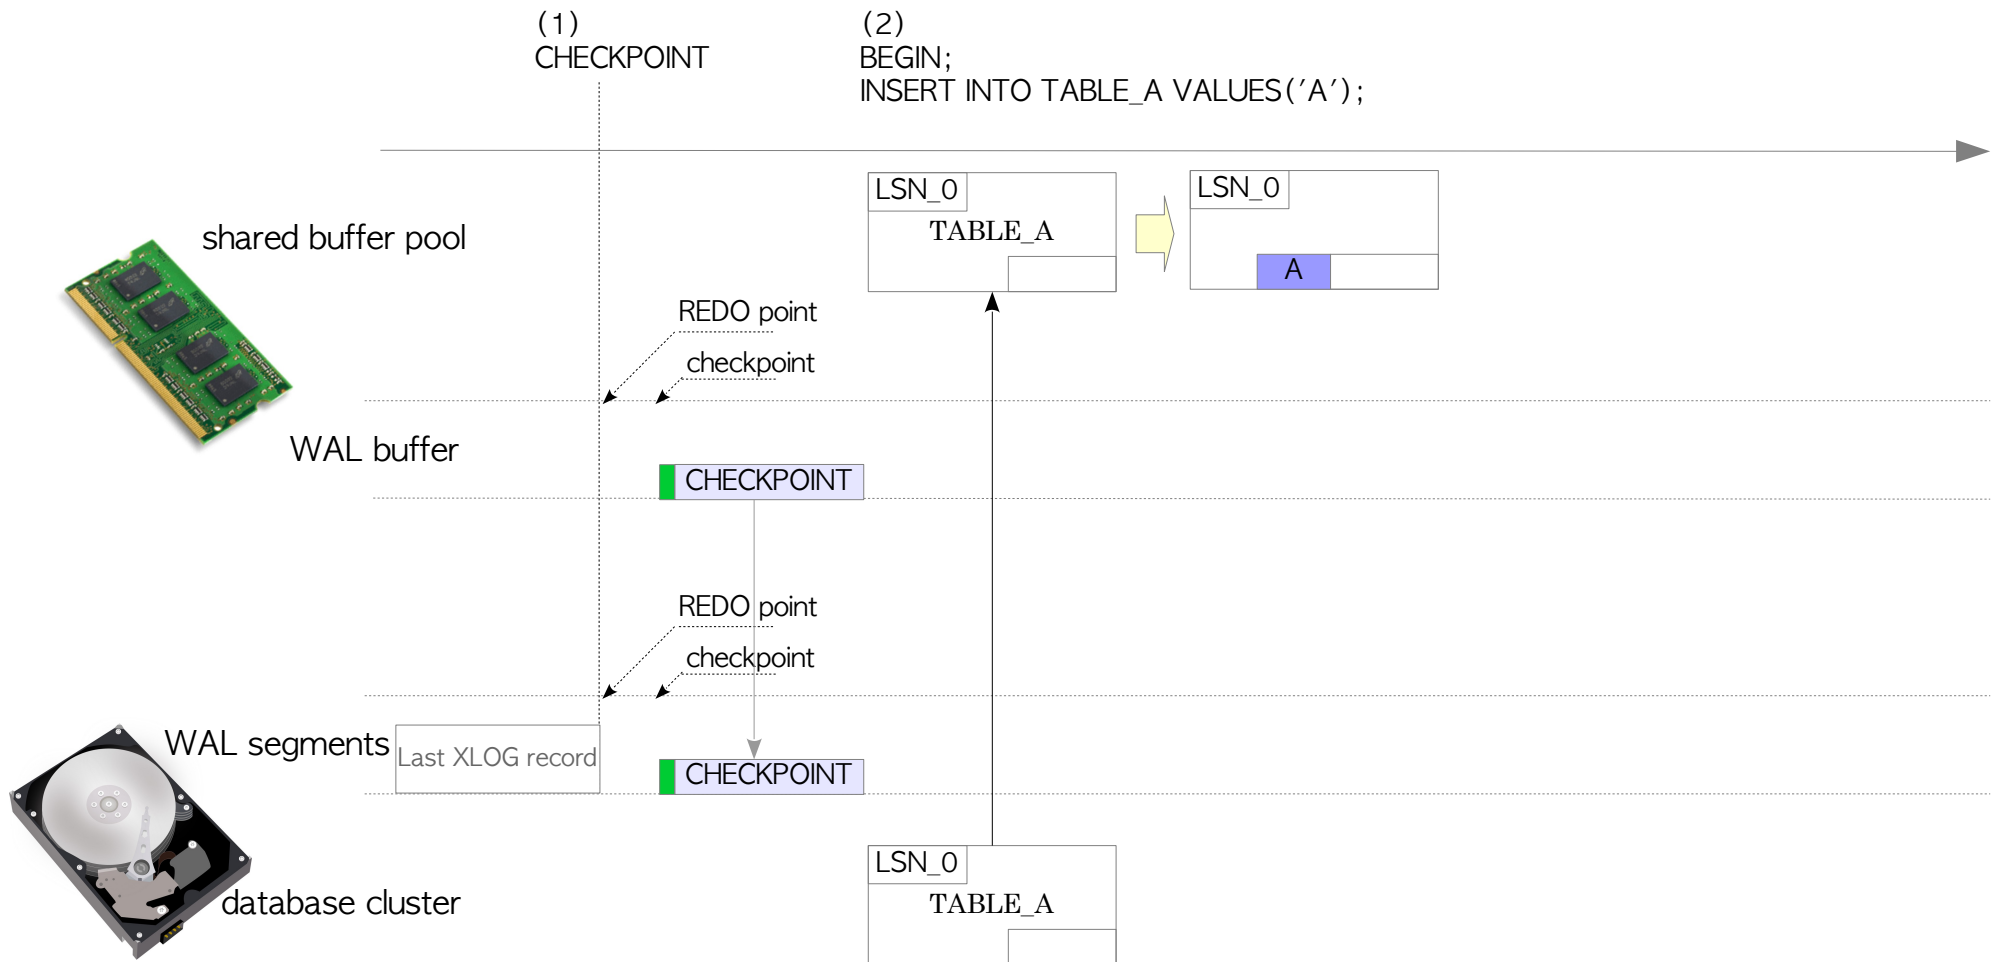 (1)
CHECKPOINT
(2)
BEGIN;
INSERT INTO TABLE_A VALUES('A');
LSN_0
TABLE_A
LSN_0
A
shared buffer pool
REDO point
checkpoint
WAL buffer
CHECKPOINT
REDO point
checkpoint
WAL segments
Last XLOG record
CHECKPOINT
LSN_0
TABLE_A
database cluster